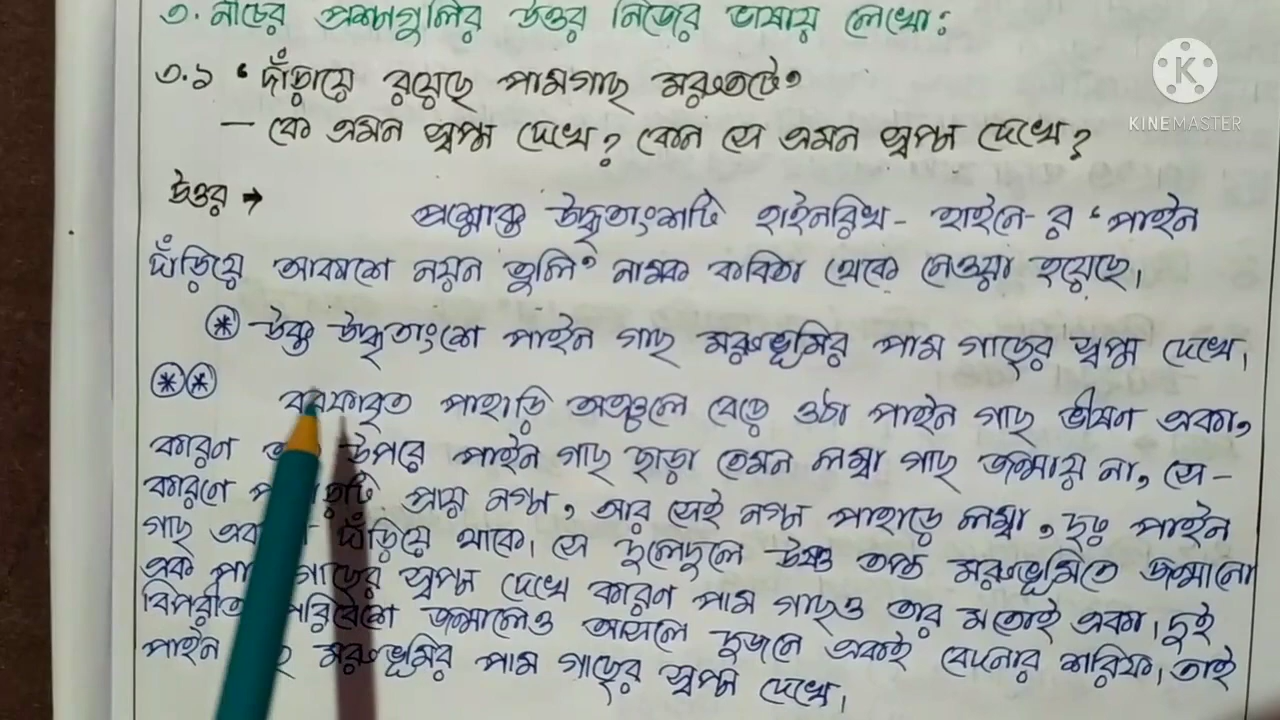 ৩. নীচের প্রশ্নগুলির উত্তর নিজের ভাষায় লেখো:
৩.১ ‘দাঁড়ায়ে রয়েছে পামগাছ মরুতটে’
– কে এমন স্বপ্ন দেখে? কেন সে এমন স্বপ্ন দেখে?
উত্তর → প্রশ্নোক্ত উদ্ধৃতাংশটি হাইনরিখ- হাইনে-র ‘পাইন
দাঁড়িয়ে আকাশে নয়ন তুলি’ নামক কবিতা থেকে নেওয়া হয়েছে।
* উক্ত উদ্ধৃতাংশে পাইন গাছ মরুভূমির পাম গাছের স্বপ্ন দেখে।
** বরফাবৃত পাহাড়ি অঞ্চলে বেড়ে ওঠা পাইন গাছ ভীষণ একা,
কারণ উপরে পাইন গাছ ছাড়া তেমন লম্বা গাছ জন্মায় না, সে-
কারণে প্রায় নগ্ন, আর সেই নগ্ন পাহাড়ে লম্বা, দৃঢ় পাইন
গাছ দাঁড়িয়ে থাকে। সে দুলেদুলে উষ্ণ তপ্ত মরুভূমিতে জন্মানো
এক গাছের স্বপ্ন দেখে কারণ পাম গাছও তার মতোই একা। দুই
বিপরীত পরিবেশে জন্মালেও আসলে দুজনে একই বেদনার শরিক। তাই
পাইন মরুভূমির পাম গাছের স্বপ্ন দেখে।
KINEMASTER